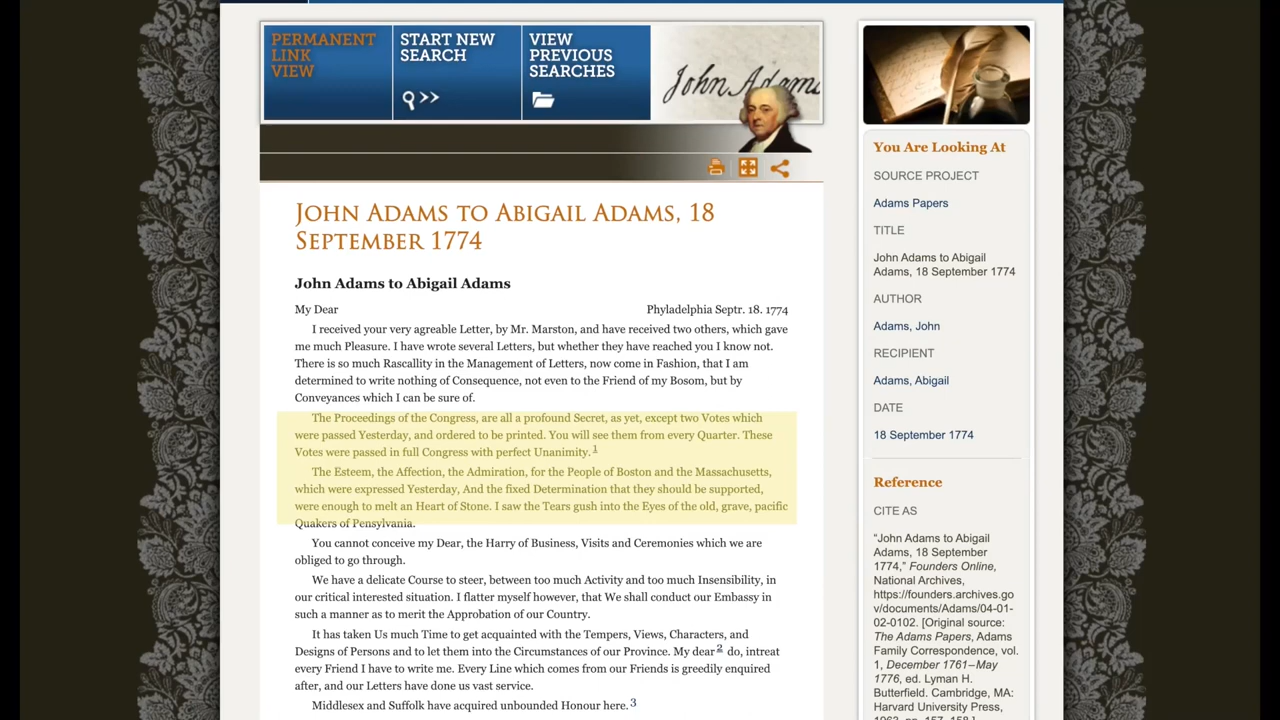 PERMANENT
LINK
VIEW
START NEW
SEARCH
>>
VIEW
PREVIOUS
SEARCHES
John Adams
JOHN ADAMS TO ABIGAIL ADAMS, 18
SEPTEMBER 1774
John Adams to Abigail Adams
My Dear Phyladelphia Septr. 18. 1774
I received your very agreable Letter, by Mr. Marston, and have received two others, which gave
me much Pleasure. I have wrote several Letters, but whether they have reached you I know not.
There is so much Rascallity in the Management of Letters, now come in Fashion, that I am
determined to write nothing of Consequence, not even to the Friend of my Bosom, but by
Conveyances which I can be sure of.
The Proceedings of the Congress, are all a profound Secret, as yet, except two Votes which
were passed Yesterday, and ordered to be printed. You will see them from every Quarter. These
Votes were passed in full Congress with perfect Unanimity.1
The Esteem, the Affection, the Admiration, for the People of Boston and the Massachusetts,
which were expressed Yesterday, And the fixed Determination that they should be supported,
were enough to melt an Heart of Stone. I saw the Tears gush into the Eyes of the old, grave, pacific
Quakers of Pensylvania.
You cannot conceive my Dear, the Harry of Business, Visits and Ceremonies which we are
obliged to go through.
We have a delicate Course to steer, between too much Activity and too much Insensibility, in
our critical interested situation. I flatter myself however, that We shall conduct our Embassy in
such a manner as to merit the Approbation of our Country.
It has taken Us much Time to get acquainted with the Tempers, Views, Characters, and
Designs of Persons and to let them into the Circumstances of our Province. My dear2 do, intreat
every Friend I have to write me. Every Line which comes from our Friends is greedily enquired
after, and our Letters have done us vast service.
Middlesex and Suffolk have acquired unbounded Honour here.3
You Are Looking At
SOURCE PROJECT
Adams Papers
TITLE
John Adams to Abigail
Adams, 18 September 1774
AUTHOR
Adams, John
RECIPIENT
Adams, Abigail
DATE
18 September 1774
Reference
CITE AS
“John Adams to Abigail
Adams, 18 September
1774,” Founders Online,
National Archives,
https://founders.archives.go
v/documents/Adams/04-01-
02-0102. [Original source:
The Adams Papers, Adams
Family Correspondence, vol.
1, December 1761–May
1776, ed. Lyman H.
Butterfield. Cambridge, MA:
Harvard University Press,
1963, pp. 157–158.]